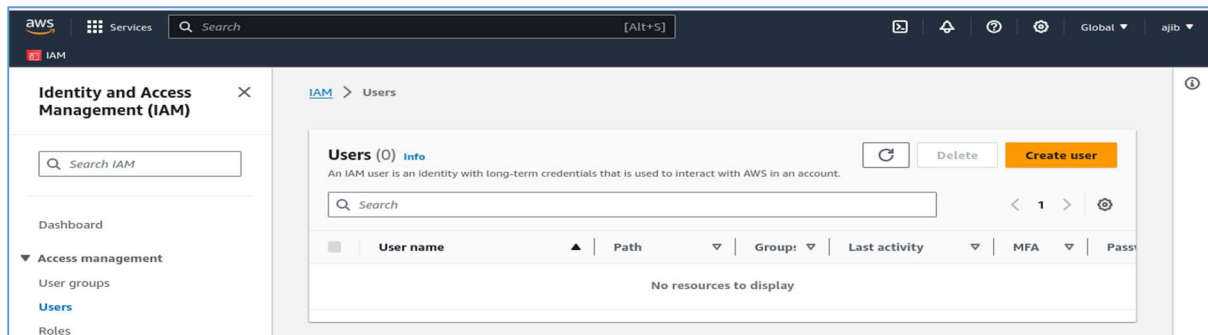 aws Services Search [Alt+S] Global ▼ ajib ▼
IAM
Identity and Access
Management (IAM)
Search IAM
Dashboard
▼ Access management
User groups
Users
Roles
IAM > Users
Users (0) Info
Delete
Create user
An IAM user is an identity with long-term credentials that is used to interact with AWS in an account.
Search
< 1 >
User name ▲ Path ▽ Group: ▽ Last activity ▽ MFA ▽
No resources to display